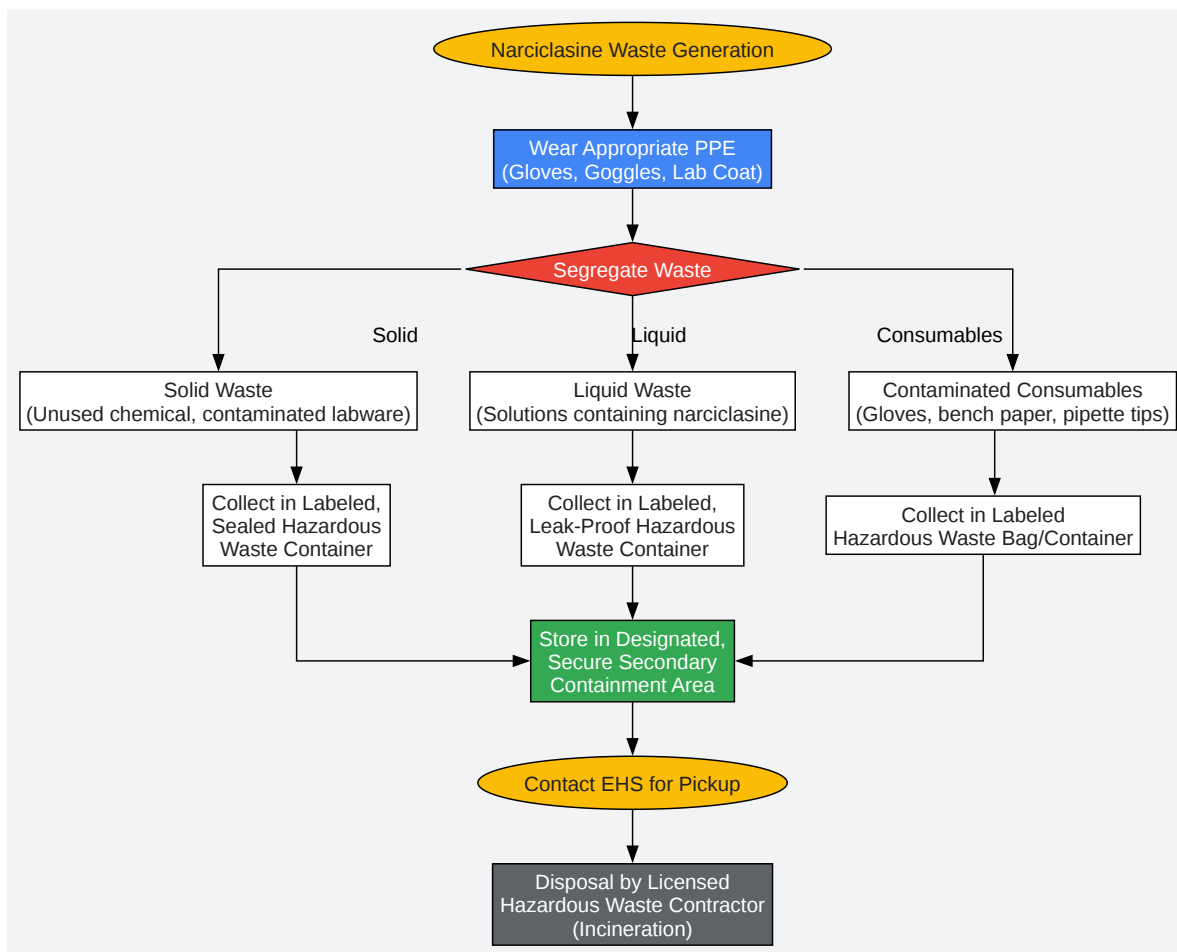 Narciclasine Waste Generation
Wear Appropriate PPE
(Gloves, Goggles, Lab Coat)
Segregate Waste
Solid
Liquid
Consumables
Solid Waste
(Unused chemical, contaminated labware)
Liquid Waste
(Solutions containing narciclasine)
Contaminated Consumables
(Gloves, bench paper, pipette tips)
Collect in Labeled,
Sealed Hazardous
Waste Container
Collect in Labeled,
Leak-Proof Hazardous
Waste Container
Collect in Labeled
Hazardous Waste Bag/Container
Store in Designated,
Secure Secondary
Containment Area
Contact EHS for Pickup
Disposal by Licensed
Hazardous Waste Contractor
(Incineration)